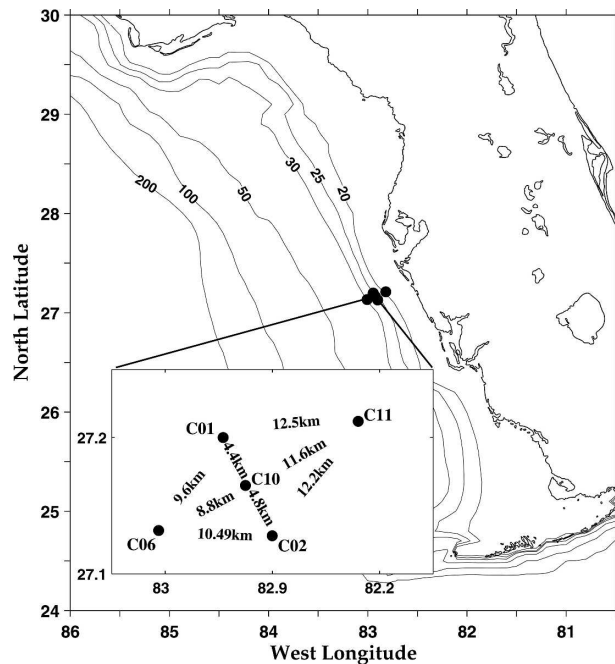 30
29
28
27
26
25
24
North Latitude
200
100
50
30
25
20
27.2
27.1
C01
12.5km
C11
4.4km
11.6km
9.6km
C10
12.2km
8.8km
4.8km
C06
10.49km
C02
83
82.9
82.2
86
85
84
83
82
81
West Longitude